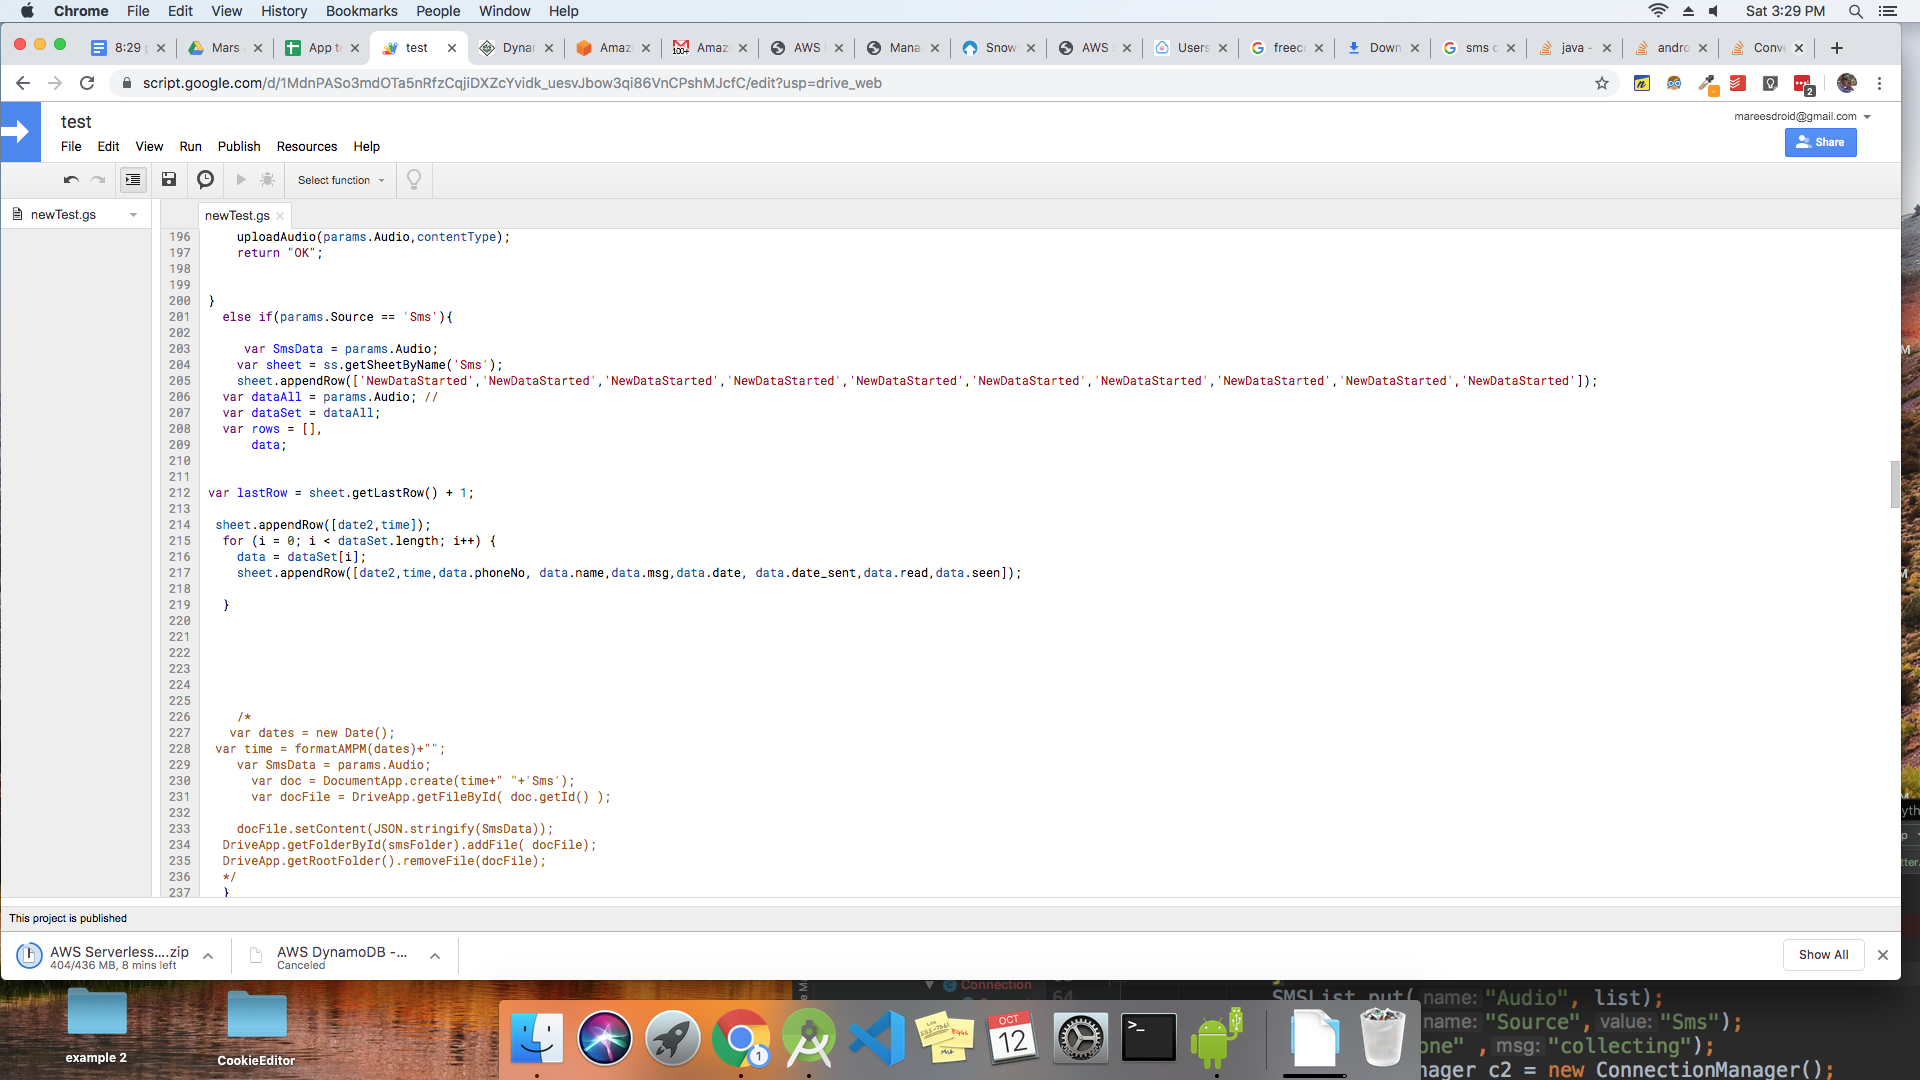 Chrome File Edit View History Bookmarks People Window Help Sat 3:29 PM
8:29 Mars App t test Dynar Amaz Amaz AWS Mana Snow AWS Users freec Down sms c java - andro Conv
script.google.com/d/1MdnPASo3mdOTa5nRfzCqjiDXZcYvidk_uesvJbow3qi86VnCPshMJcfC/edit?usp=drive_web
2
test
mareesdroid@gmail.com
File Edit View Run Publish Resources Help
Share
Select function
newTest.gs
newTest.gs
196 uploadAudio(params.Audio,contentType);
197 return "OK";
198
199
200 }
201 else if(params.Source == 'Sms'){
202
203 var SmsData = params.Audio;
204 var sheet = ss.getSheetByName('Sms');
205 sheet.appendRow(['NewDataStarted','NewDataStarted','NewDataStarted','NewDataStarted','NewDataStarted','NewDataStarted','NewDataStarted','NewDataStarted','NewDataStarted','NewDataStarted']);
206 var dataAll = params.Audio; //
207 var dataSet = dataAll;
208 var rows = [],
209 data;
210
211
212 var lastRow = sheet.getLastRow() + 1;
213
214 sheet.appendRow([date2,time]);
215 for (i = 0; i < dataSet.length; i++) {
216 data = dataSet[i];
217 sheet.appendRow([date2,time,data.phoneNo, data.name,data.msg,data.date, data.date_sent,data.read,data.seen]);
218
219 }
220
221
222
223
224
225
226 /*
227 var dates = new Date();
228 var time = formatAMPM(dates)+"";
229 var SmsData = params.Audio;
230 var doc = DocumentApp.create(time+" "+'Sms');
231 var docFile = DriveApp.getFileById( doc.getId() );
232
233 docFile.setContent(JSON.stringify(SmsData));
234 DriveApp.getFolderById(smsFolder).addFile( docFile);
235 DriveApp.getRootFolder().removeFile(docFile);
236 */
237 }
This project is published
AWS Serverless....zip
404/436 MB, 8 mins left
AWS DynamoDB -...
Canceled
Show All
Connection
64
SMSList.put( name: "Audio", list);
name: "Source", value: "Sms");
one" , msg: "collecting");
nager c2 = new ConnectionManager();
example 2
CookieEditor
OCT
12
1